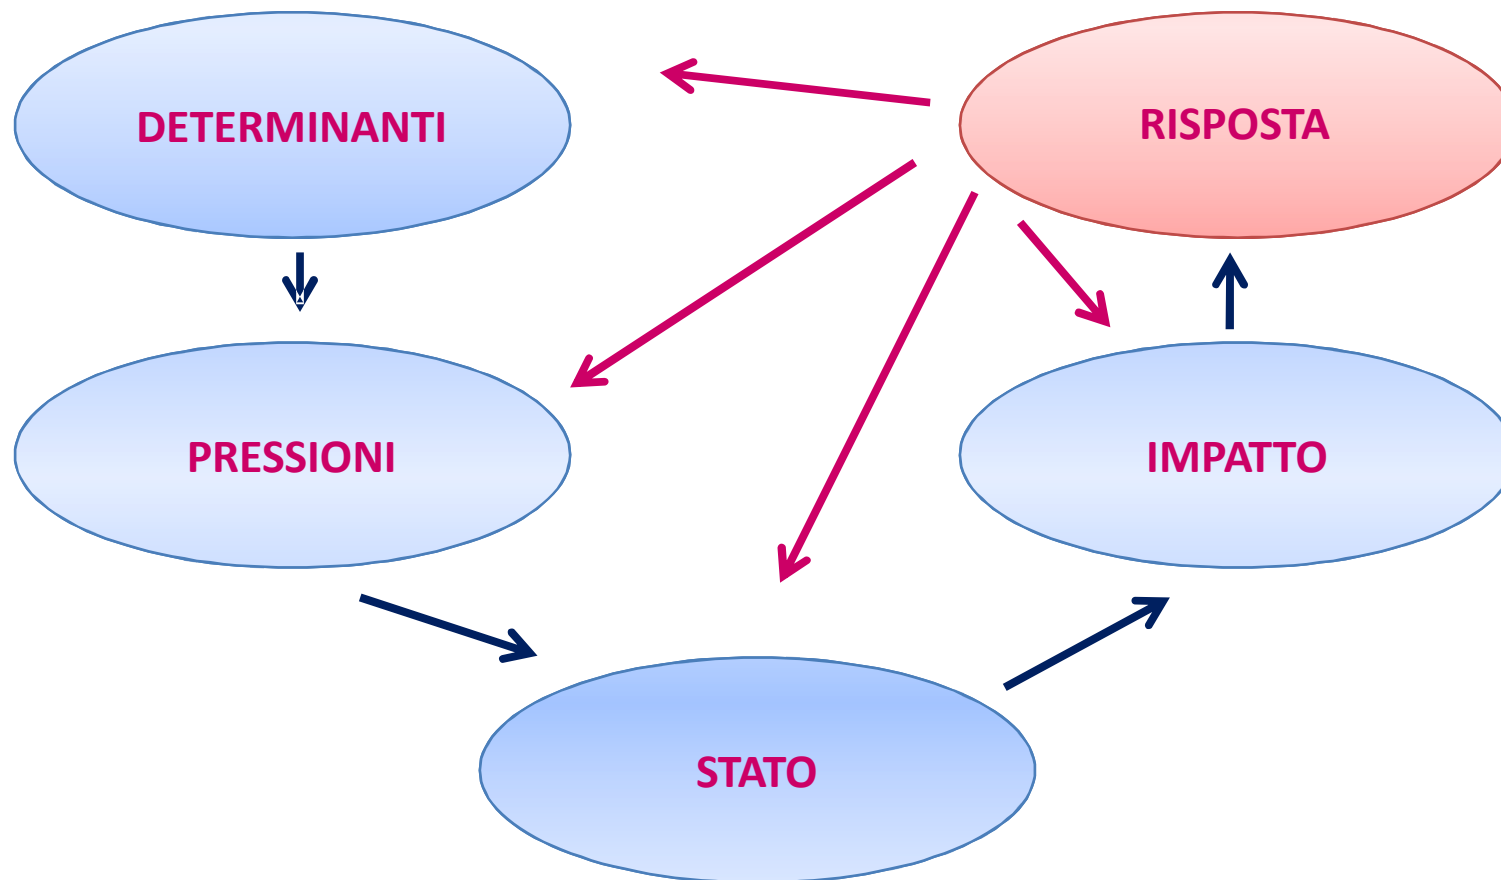 DETERMINANTI
RISPOSTA
PRESSIONI
IMPATTO
STATO